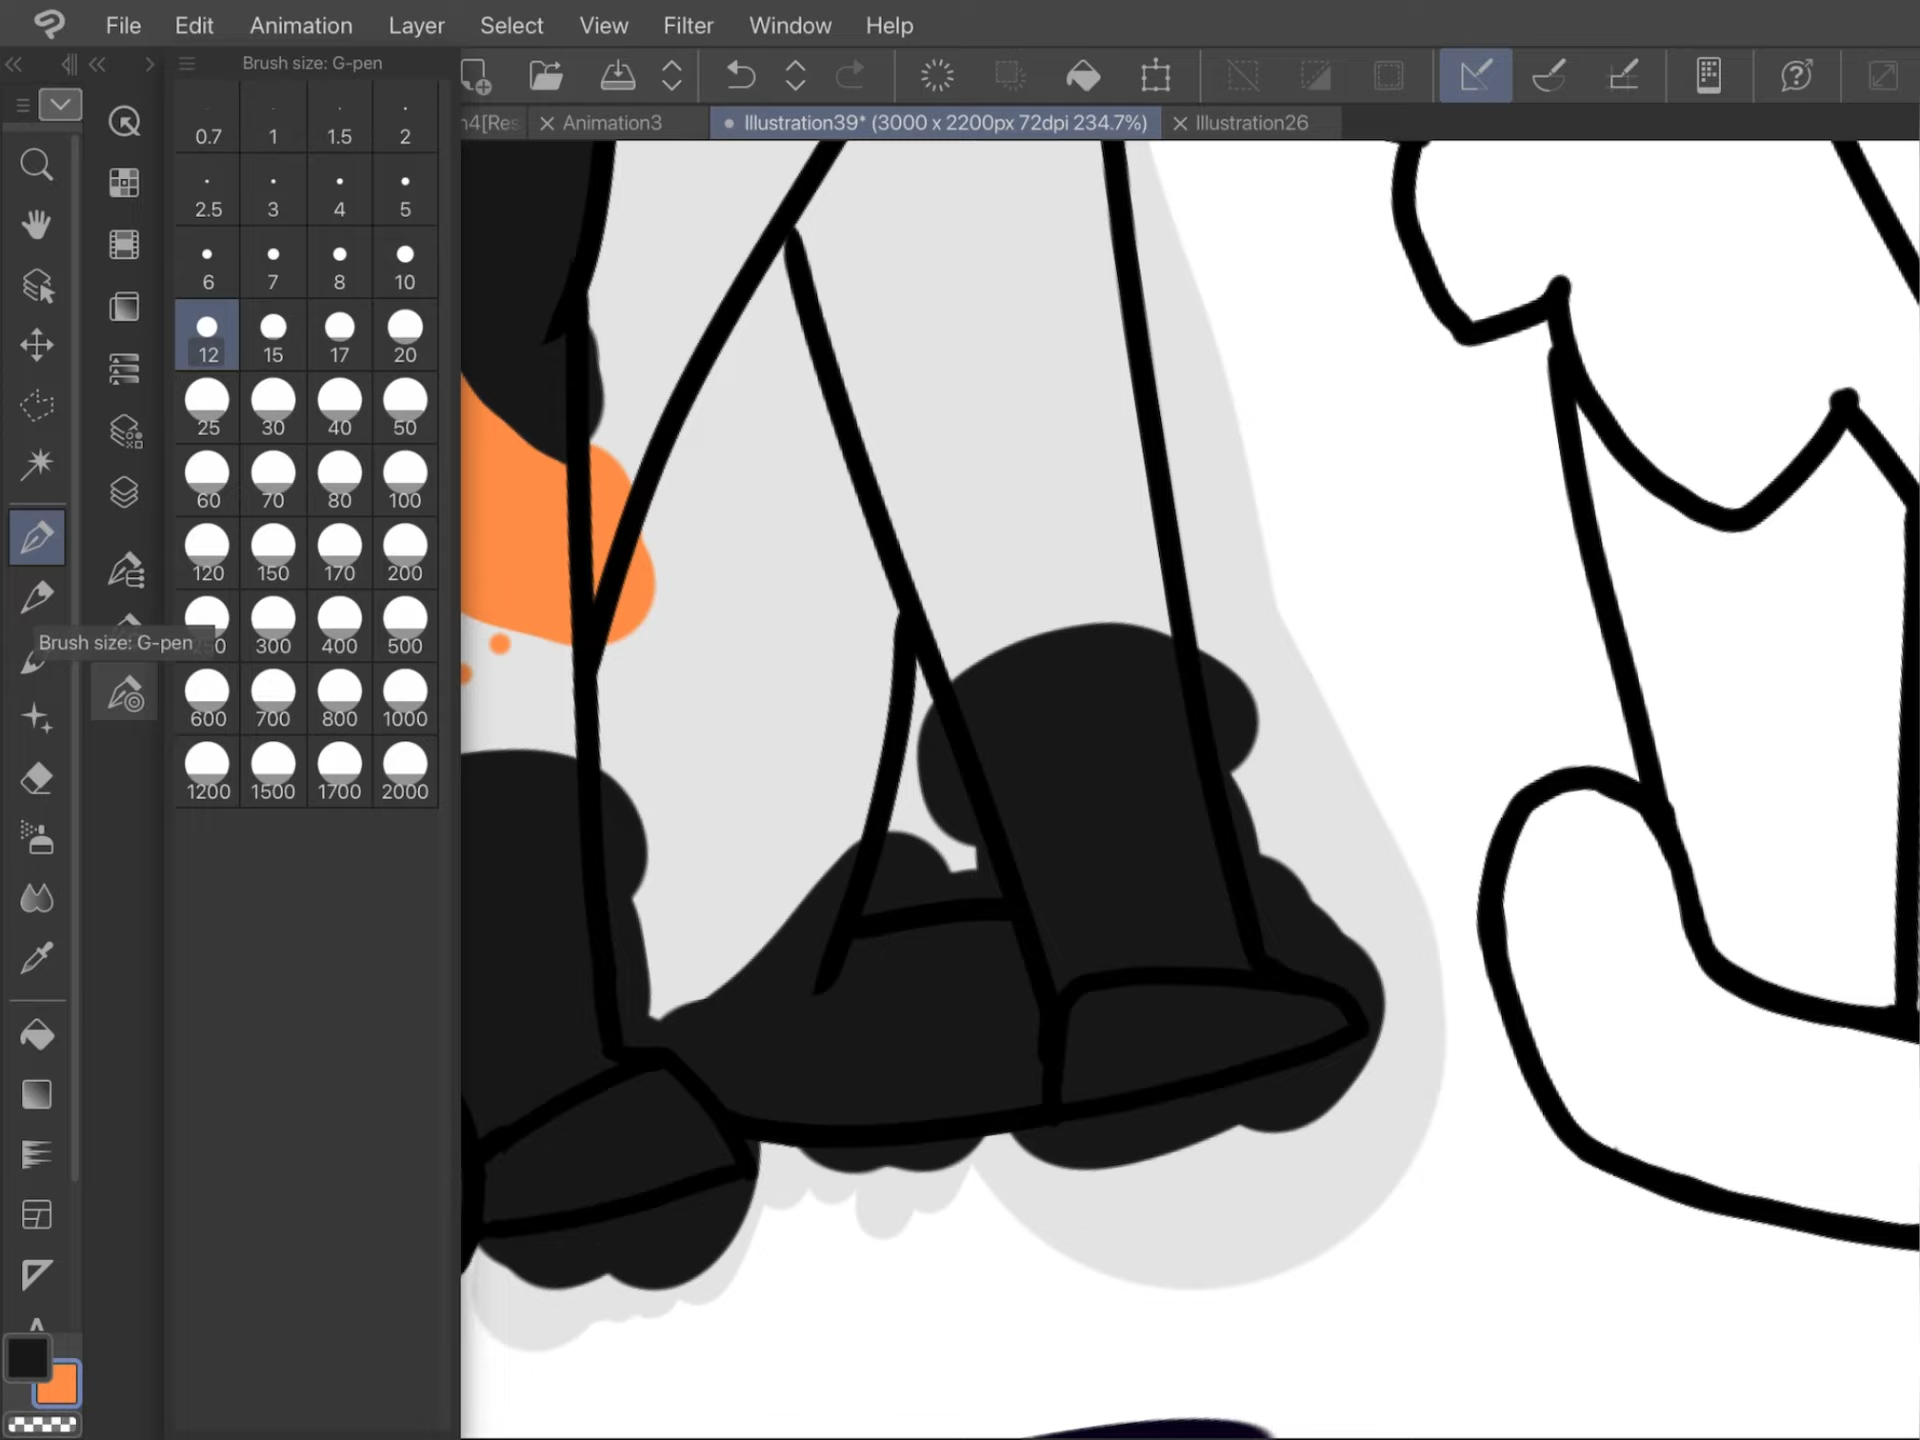 File Edit Animation Layer Select View Filter Window Help
Brush size: G-pen
Animation3
Illustration39* (3000 x 2200px 72dpi 234.7%)
Illustration26
0.7 1 1.5 2
2.5 3 4 5
6 7 8 10
12 15 17 20
25 30 40 50
60 70 80 100
120 150 170 200
Brush size: G-pen
300 400 500
600 700 800 1000
1200 1500 1700 2000